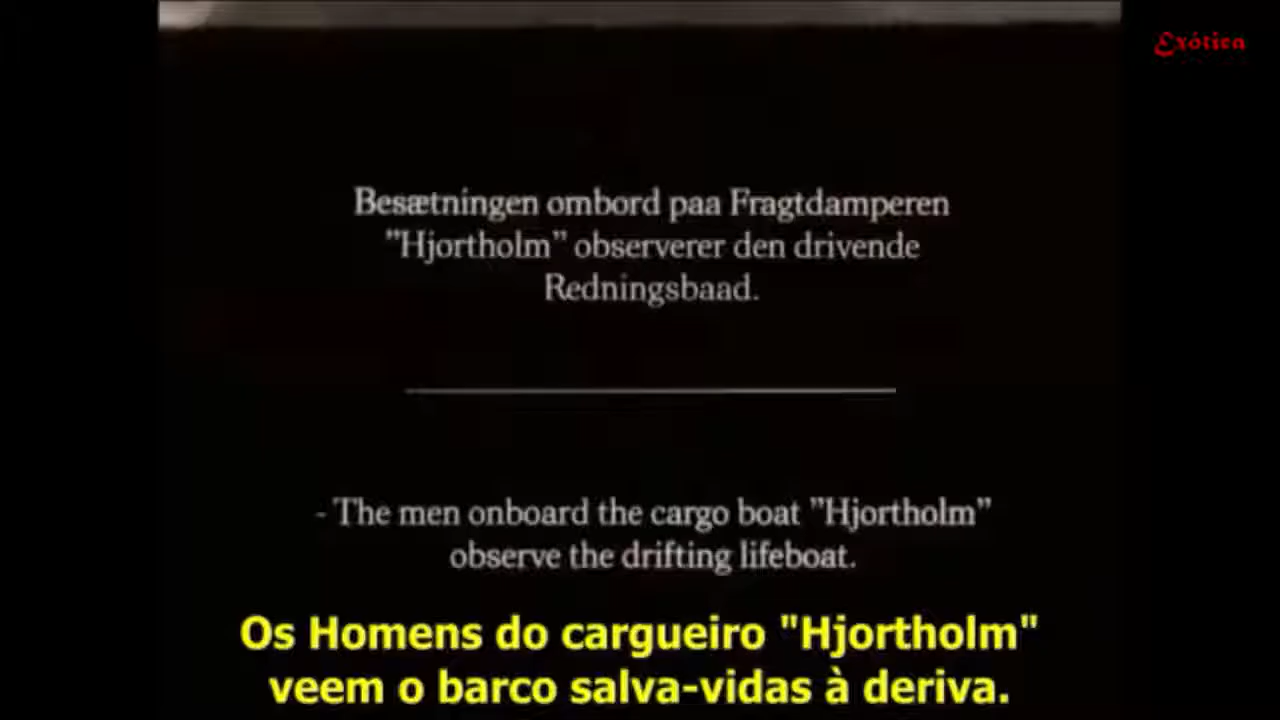 Exótica
Besætningen ombord paa Fragtdamperen
"Hjortholm" observerer den drivende
Redningsbaad.
- The men onboard the cargo boat "Hjortholm"
observe the drifting lifeboat.
Os Homens do cargueiro "Hjortholm"
veem o barco salva-vidas à deriva.